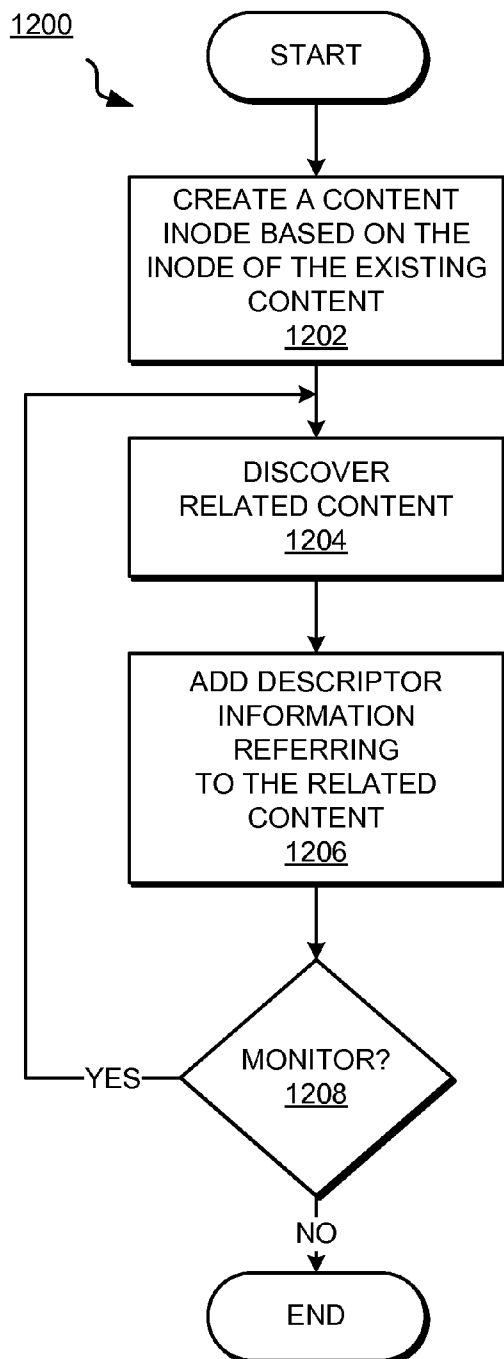 1200
START
CREATE A CONTENT
INODE BASED ON THE
INODE OF THE EXISTING
CONTENT
1202
DISCOVER
RELATED CONTENT
1204
ADD DESCRIPTOR
INFORMATION
REFERRING
TO THE RELATED
CONTENT
1206
MONITOR?
1208
YES
NO
END